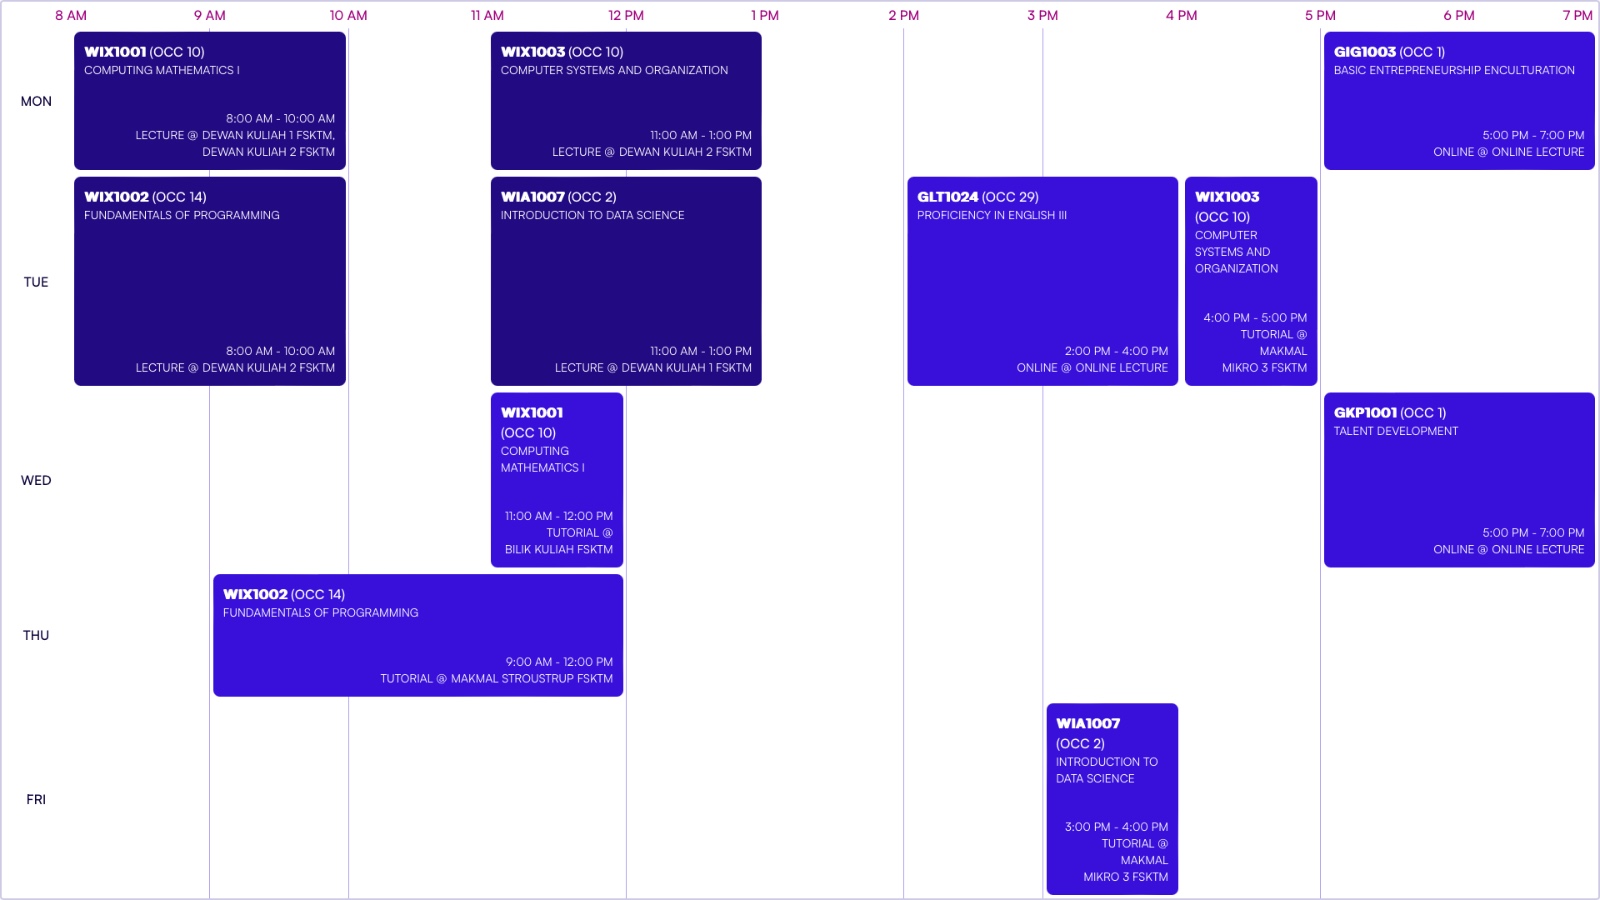 8 AM 9 AM 10 AM 11 AM 12 PM 1 PM 2 PM 3 PM 4 PM 5 PM 6 PM 7 PM
MON
WIX1001 (OCC 10)
COMPUTING MATHEMATICS I
8:00 AM - 10:00 AM
LECTURE @ DEWAN KULIAH 1 FSKTM,
DEWAN KULIAH 2 FSKTM
WIX1003 (OCC 10)
COMPUTER SYSTEMS AND ORGANIZATION
11:00 AM - 1:00 PM
LECTURE @ DEWAN KULIAH 2 FSKTM
GIG1003 (OCC 1)
BASIC ENTREPRENEURSHIP ENCULTURATION
5:00 PM - 7:00 PM
ONLINE @ ONLINE LECTURE
TUE
WIX1002 (OCC 14)
FUNDAMENTALS OF PROGRAMMING
8:00 AM - 10:00 AM
LECTURE @ DEWAN KULIAH 2 FSKTM
WIA1007 (OCC 2)
INTRODUCTION TO DATA SCIENCE
11:00 AM - 1:00 PM
LECTURE @ DEWAN KULIAH 1 FSKTM
GLT1024 (OCC 29)
PROFICIENCY IN ENGLISH III
2:00 PM - 4:00 PM
ONLINE @ ONLINE LECTURE
WIX1003
(OCC 10)
COMPUTER
SYSTEMS AND
ORGANIZATION
4:00 PM - 5:00 PM
TUTORIAL @
MAKMAL
MIKRO 3 FSKTM
WED
WIX1001
(OCC 10)
COMPUTING
MATHEMATICS I
11:00 AM - 12:00 PM
TUTORIAL @
BILIK KULIAH FSKTM
GKP1001 (OCC 1)
TALENT DEVELOPMENT
5:00 PM - 7:00 PM
ONLINE @ ONLINE LECTURE
THU
WIX1002 (OCC 14)
FUNDAMENTALS OF PROGRAMMING
9:00 AM - 12:00 PM
TUTORIAL @ MAKMAL STROUSTRUP FSKTM
FRI
WIA1007
(OCC 2)
INTRODUCTION TO
DATA SCIENCE
3:00 PM - 4:00 PM
TUTORIAL @
MAKMAL
MIKRO 3 FSKTM